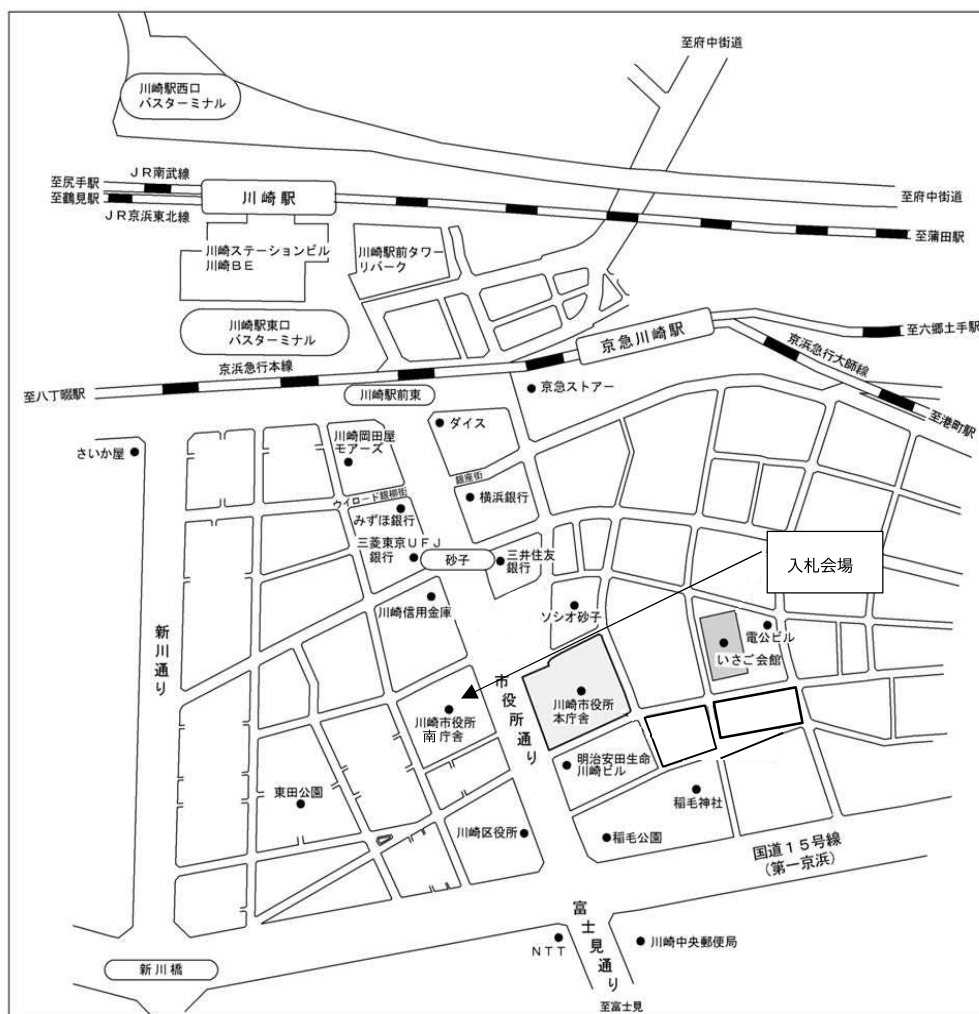 至府中街道
川崎駅西口
バスターミナル
ＪＲ南武線
至尻手駅
至鶴見駅
ＪＲ京浜東北線
川崎駅
至府中街道
至蒲田駅
川崎ステーションビル
川崎ＢＥ
川崎駅前タワー
リバーク
川崎駅東口
バスターミナル
京急川崎駅
至六郷土手駅
京浜急行大師線
京浜急行本線
至八丁畷駅
川崎駅前東
京急ストアー
至港町駅
さいか屋
川崎岡田屋
モアーズ
ダイス
銀座街
ウイロード銀柳街
横浜銀行
みずほ銀行
三菱東京ＵＦＪ
銀行
砂子
三井住友
銀行
入札会場
川崎信用金庫
ソシオ砂子
電公ビル
いさご会館
新川通り
市役所通り
川崎市役所
南庁舎
川崎市役所
本庁舎
明治安田生命
川崎ビル
東田公園
稲毛神社
川崎区役所
稲毛公園
国道１５号線
(第一京浜)
富士見通り
新川橋
ＮＴＴ
川崎中央郵便局
至富士見